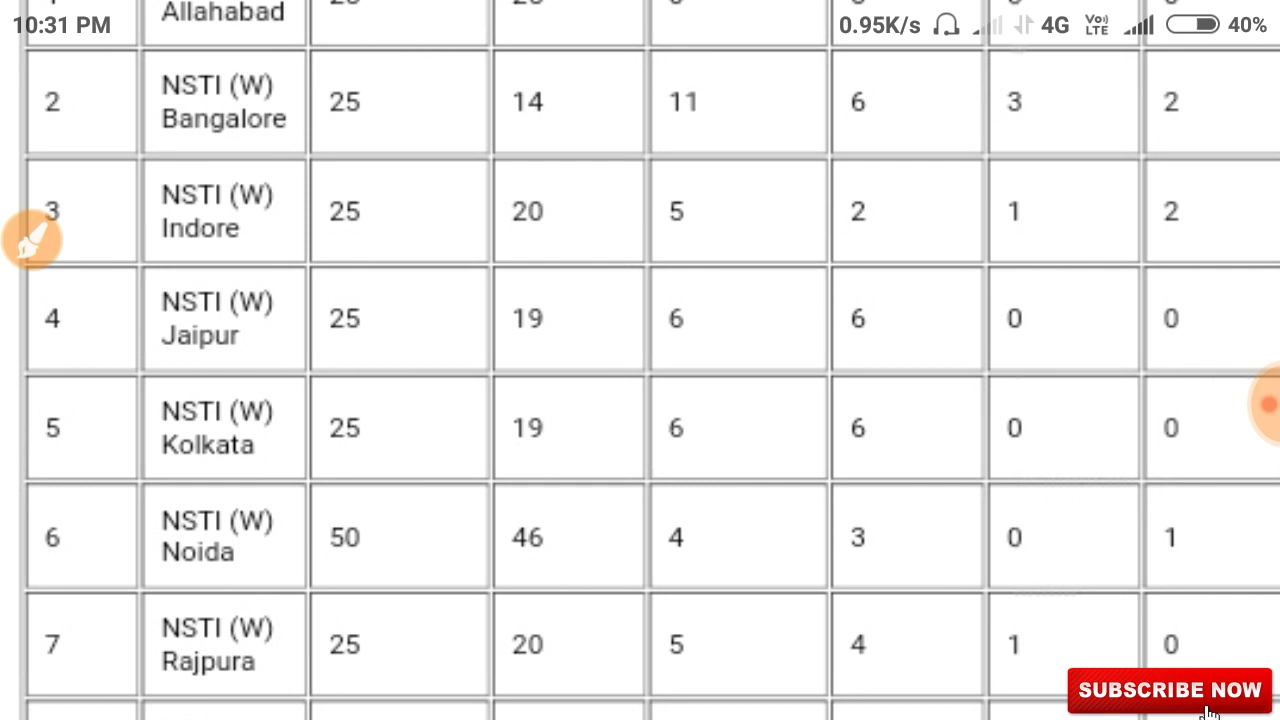 Allahabad
10:31 PM 0.95K/s 4G Vo) LTE 40%
2 NSTI (W) Bangalore 25 14 11 6 3 2
3 NSTI (W) Indore 25 20 5 2 1 2
4 NSTI (W) Jaipur 25 19 6 6 0 0
5 NSTI (W) Kolkata 25 19 6 6 0 0
6 NSTI (W) Noida 50 46 4 3 0 1
7 NSTI (W) Rajpura 25 20 5 4 1 0
SUBSCRIBE NOW